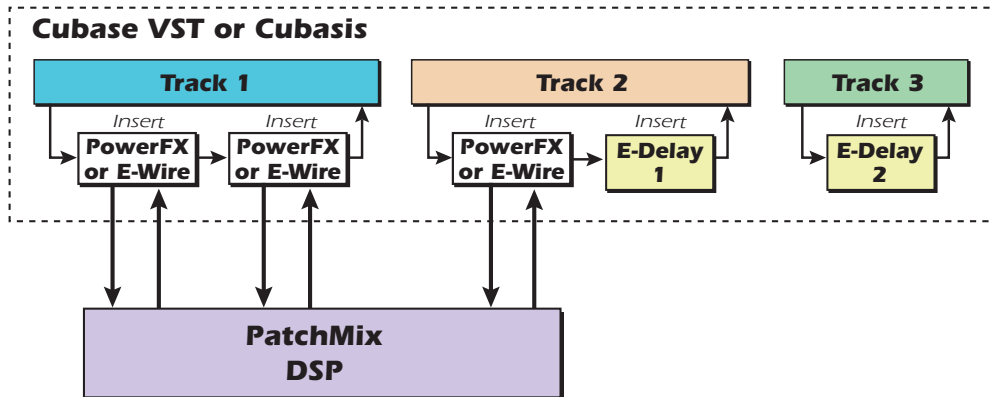 Cubase VST or Cubasis
Track 1
Track 2
Track 3
Insert
Insert
Insert
Insert
Insert
PowerFX
or E-Wire
PowerFX
or E-Wire
PowerFX
or E-Wire
E-Delay
1
E-Delay
2
PatchMix
DSP